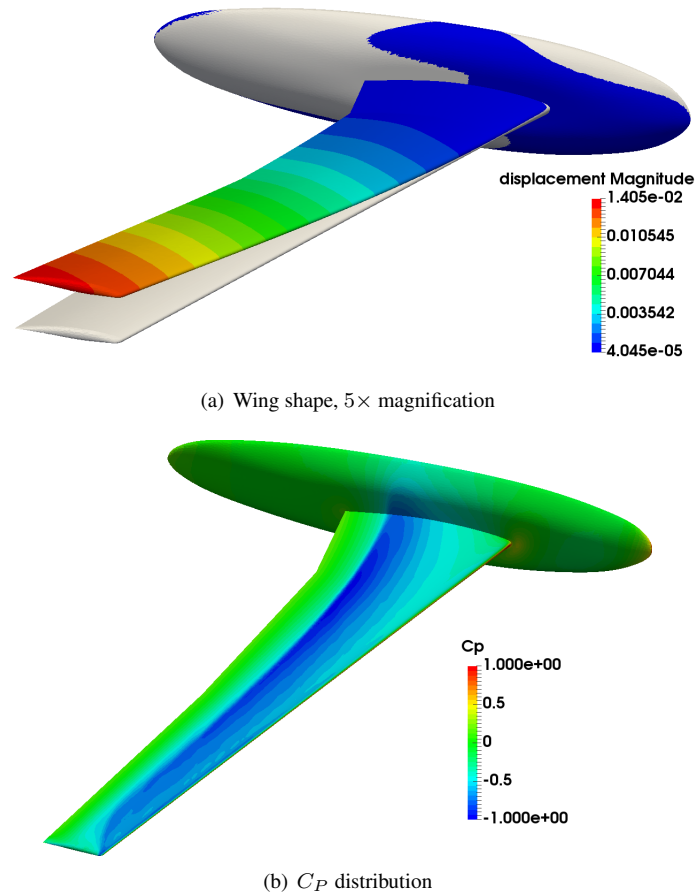 displacement Magnitude
1.405e-02
0.010545
0.007044
0.003542
4.045e-05
(a) Wing shape, 5× magnification
Cp
1.000e+00
0.5
0
-0.5
-1.000e+00
(b) C_P distribution